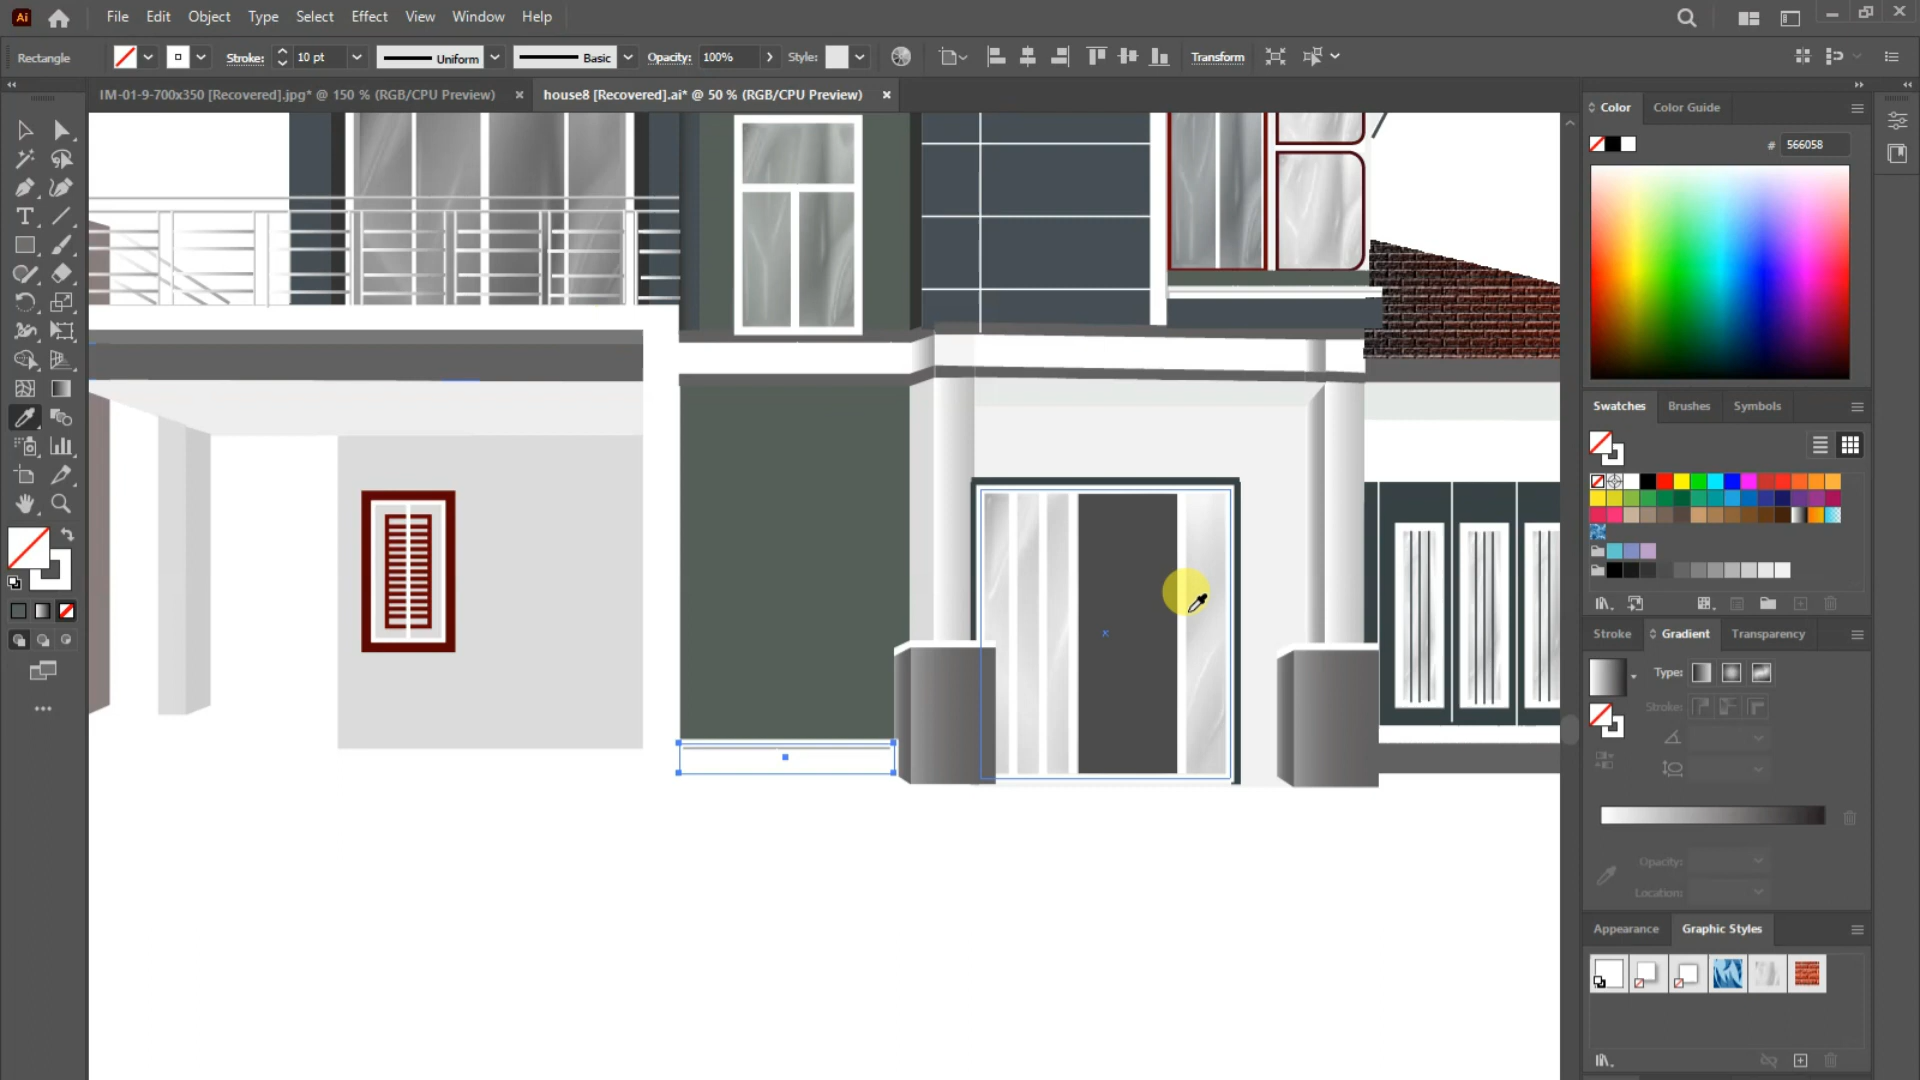 Ai File Edit Object Type Select Effect View Window Help
Rectangle Stroke: 10 pt Uniform Basic Opacity: 100% Style: Transform
IM-01-9-700x350 [Recovered].jpg* @ 150 % (RGB/CPU Preview) house8 [Recovered].ai* @ 50 % (RGB/CPU Preview)
Color Color Guide
# 566058
Swatches Brushes Symbols
Stroke Gradient Transparency
Type:
Stroke:
Opacity:
Location:
Appearance Graphic Styles